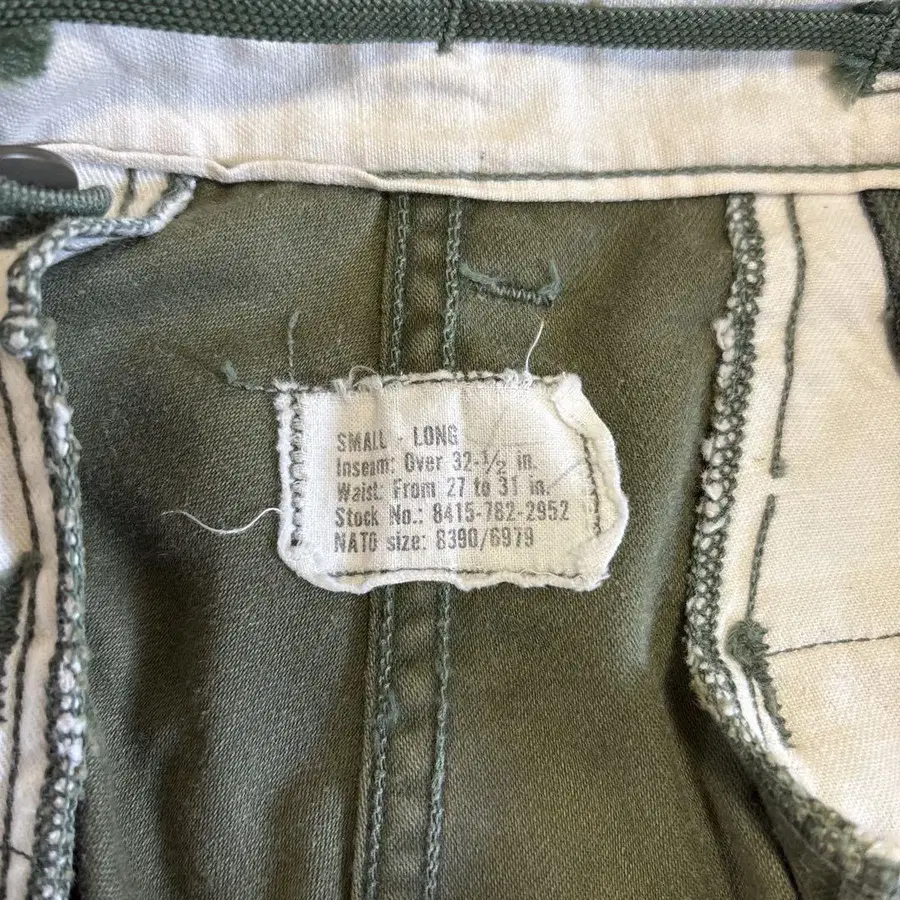 SMALL - LONG
Inseam: Over 32-½ in.
Waist: From 27 to 31 in.
Stock No.: 8415-782-2952
NATO size: 8390/6979